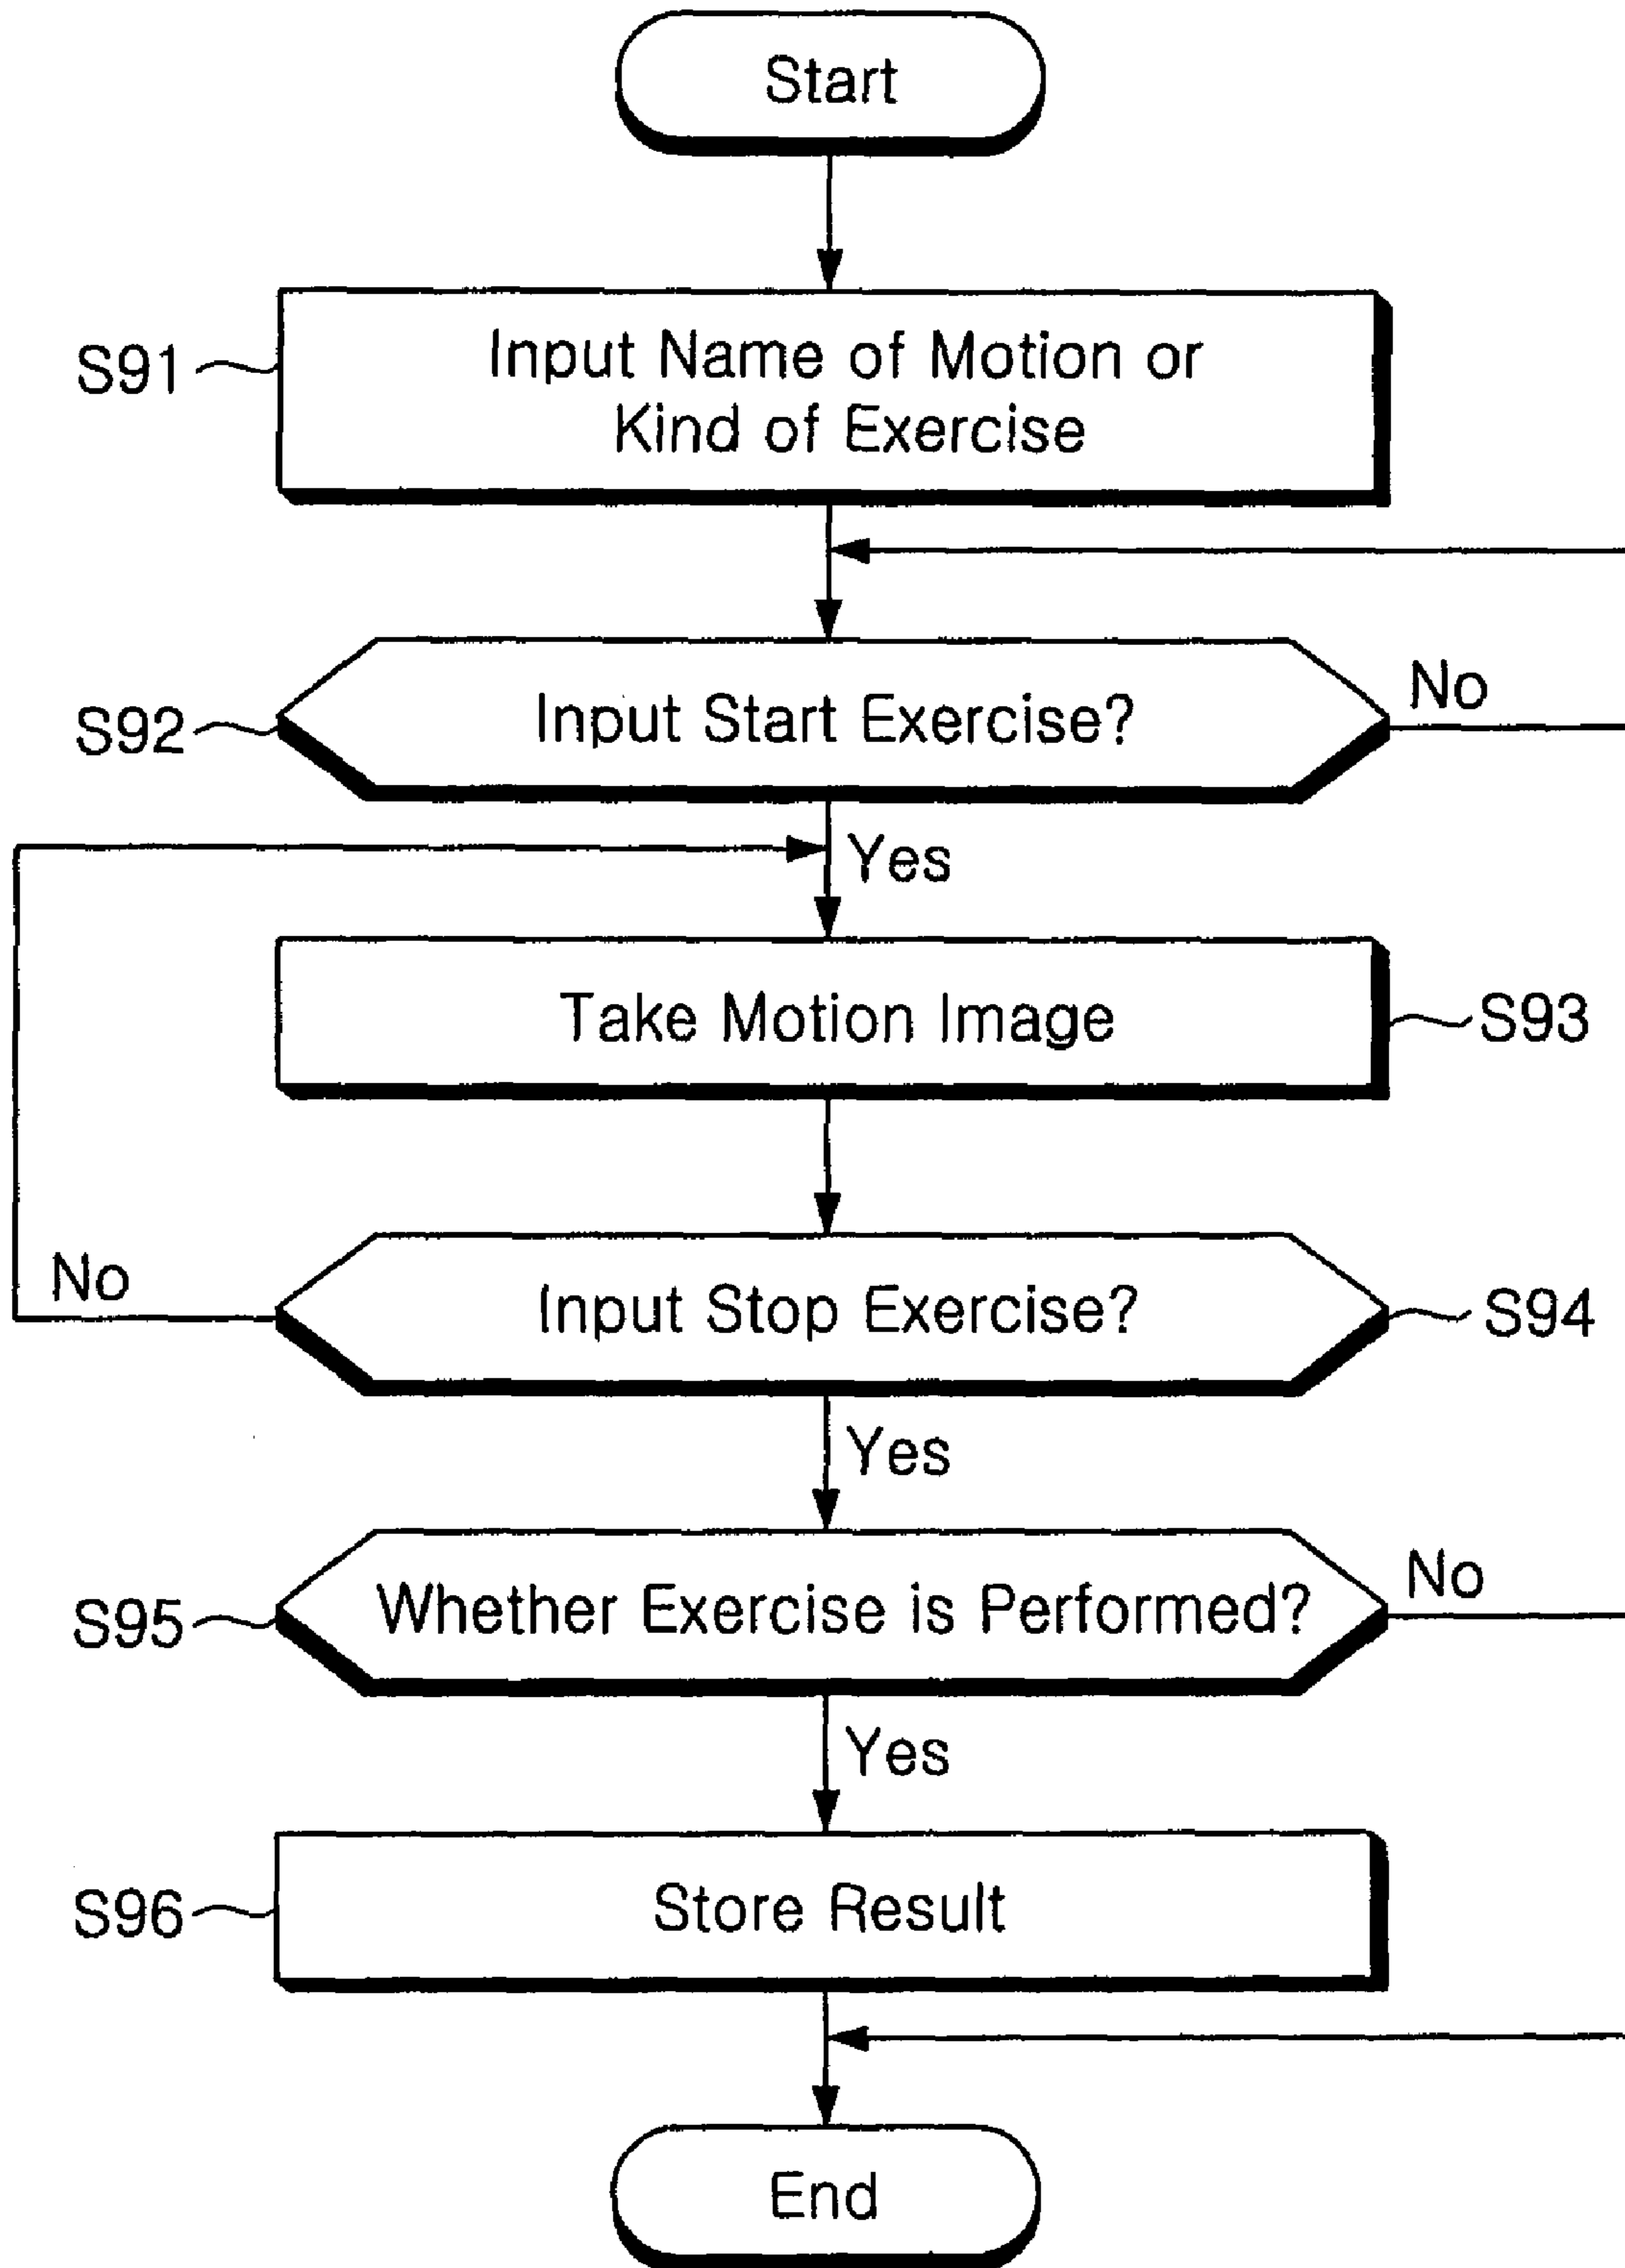 Start
S91
Input Name of Motion or
Kind of Exercise
S92
Input Start Exercise?
No
Yes
Take Motion Image
S93
No
Input Stop Exercise?
S94
Yes
S95
Whether Exercise is Performed?
No
Yes
S96
Store Result
End